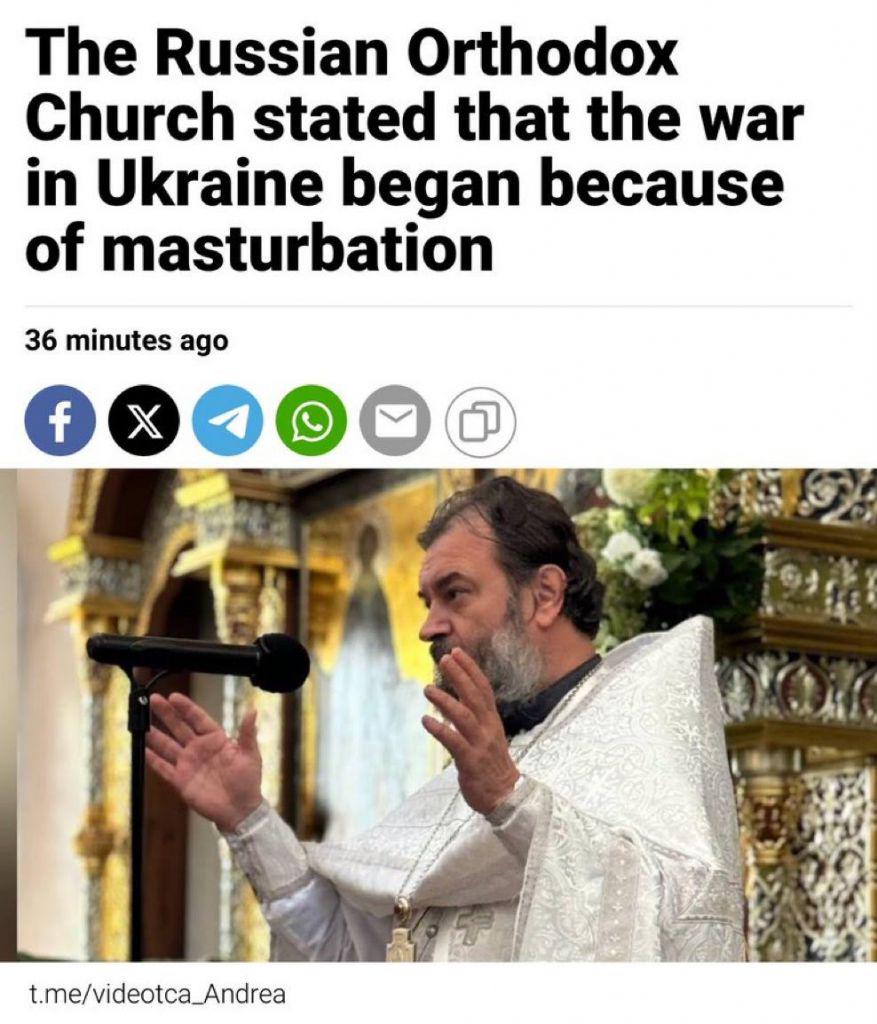 The Russian Orthodox
Church stated that the war
in Ukraine began because
of masturbation
36 minutes ago
t.me/videotca_Andrea